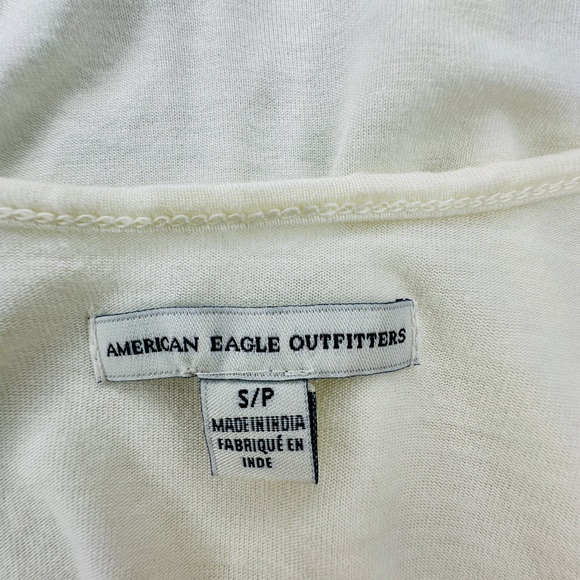 AMERICAN EAGLE OUTFITTERS
S/P
MADE IN INDIA
FABRIQUÉ EN
INDE